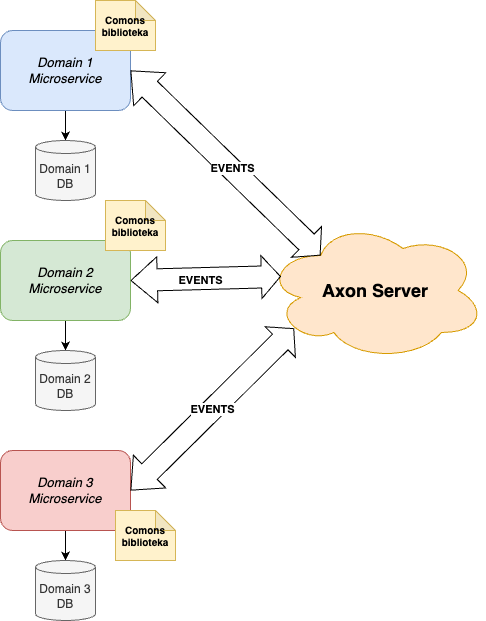 Comons
biblioteka
Domain 1
Microservice
Domain 1
DB
EVENTS
Comons
biblioteka
Domain 2
Microservice
EVENTS
Axon Server
Domain 2
DB
EVENTS
Domain 3
Microservice
Comons
biblioteka
Domain 3
DB